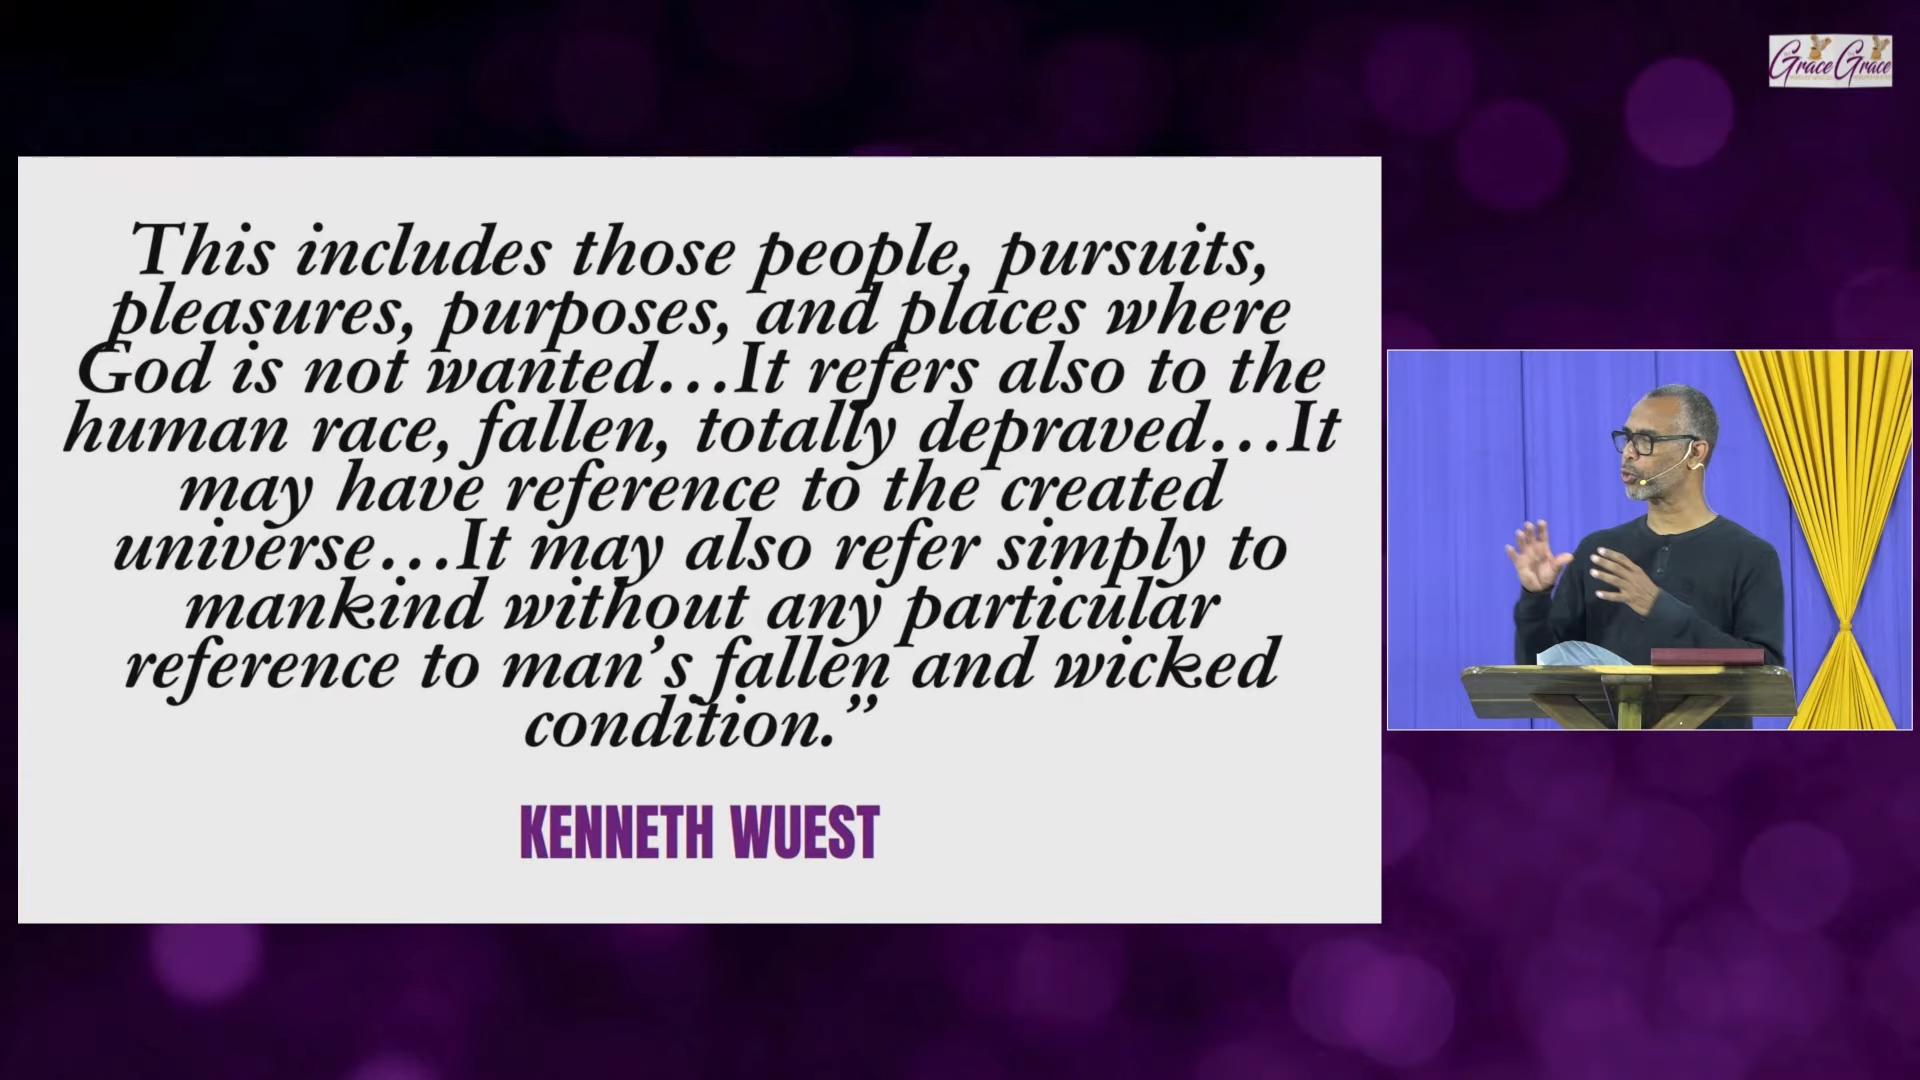 Grace Grace
This includes those people, pursuits,
pleasures, purposes, and places where
God is not wanted...It refers also to the
human race, fallen, totally depraved...It
may have reference to the created
universe...It may also refer simply to
mankind without any particular
reference to man’s fallen and wicked
condition.”
KENNETH WUEST